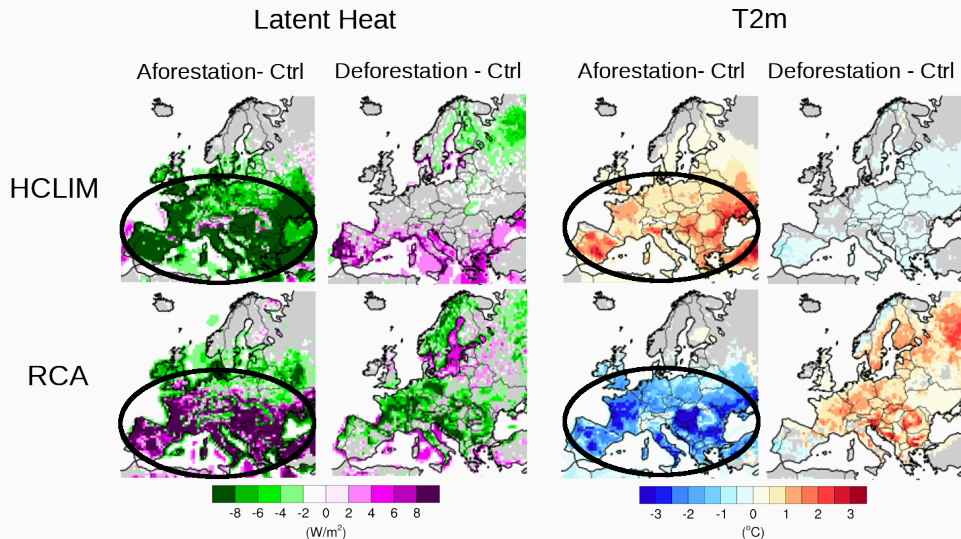 Latent Heat
T2m
Aforestation- Ctrl
Deforestation - Ctrl
Aforestation- Ctrl
Deforestation - Ctrl
HCLIM
RCA
-8 -6 -4 -2 0 2 4 6 8
(W/m²)
-3 -2 -1 0 1 2 3
(°C)